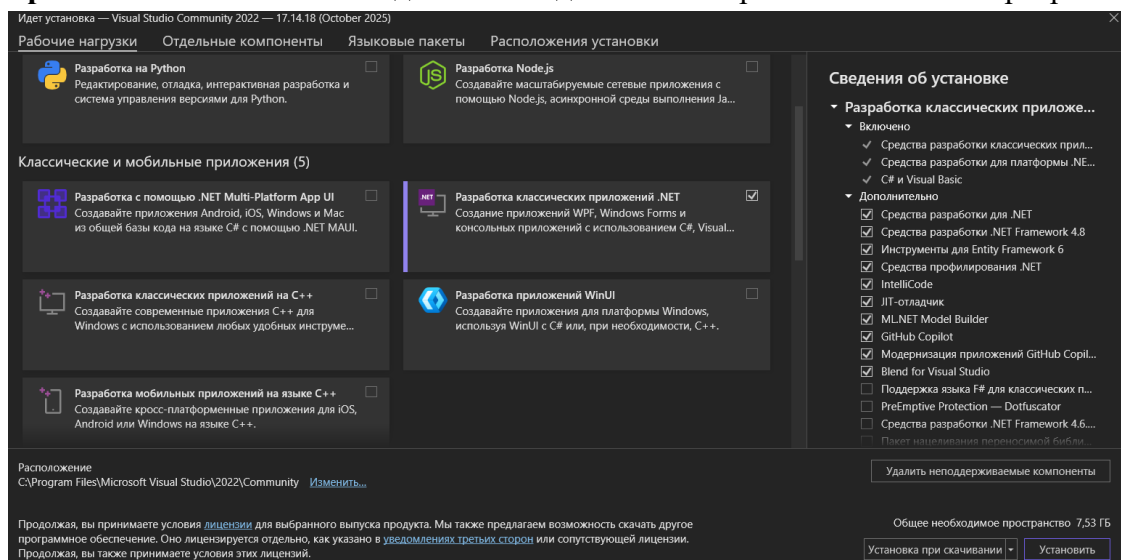 Идет установка — Visual Studio Community 2022 — 17.14.18 (October 2025)
Рабочие нагрузки Отдельные компоненты Языковые пакеты Расположения установки
Разработка на Python
Редактирование, отладка, интерактивная разработка и
система управления версиями для Python.
Разработка Node.js
Создавайте масштабируемые сетевые приложения с
помощью Node.js, асинхронной среды выполнения Ja...
Классические и мобильные приложения (5)
Разработка с помощью .NET Multi-Platform App UI
Создавайте приложения Android, iOS, Windows и Mac
из общей базы кода на языке C# с помощью .NET MAUI.
.NET
Разработка классических приложений .NET
Создание приложений WPF, Windows Forms и
консольных приложений с использованием C#, Visual...
Разработка классических приложений на C++
Создавайте современные приложения C++ для
Windows с использованием любых удобных инструме...
Разработка приложений WinUI
Создавайте приложения для платформы Windows,
используя WinUI с C# или, при необходимости, C++.
Разработка мобильных приложений на языке C++
Создавайте кросс-платформенные приложения для iOS,
Android или Windows на языке C++.
Сведения об установке
Разработка классических приложе...
Включено
Средства разработки классических прил...
Средства разработки для платформы .NE...
C# и Visual Basic
Дополнительно
Средства разработки для .NET
Средства разработки .NET Framework 4.8
Инструменты для Entity Framework 6
Средства профилирования .NET
IntelliCode
JIT-отладчик
ML.NET Model Builder
GitHub Copilot
Модернизация приложений GitHub Copil...
Blend for Visual Studio
Поддержка языка F# для классических п...
PreEmptive Protection — Dotfuscator
Средства разработки .NET Framework 4.6....
Пакет нацеливания переносимой библи...
Расположение
C:\Program Files\Microsoft Visual Studio\2022\Community Изменить...
Удалить неподдерживаемые компоненты
Продолжая, вы принимаете условия лицензии для выбранного выпуска продукта. Мы также предлагаем возможность скачать другое
программное обеспечение. Оно лицензируется отдельно, как указано в уведомлениях третьих сторон или сопутствующей лицензии.
Продолжая, вы также принимаете условия этих лицензий.
Общее необходимое пространство 7,53 ГБ
Установка при скачивании Установить